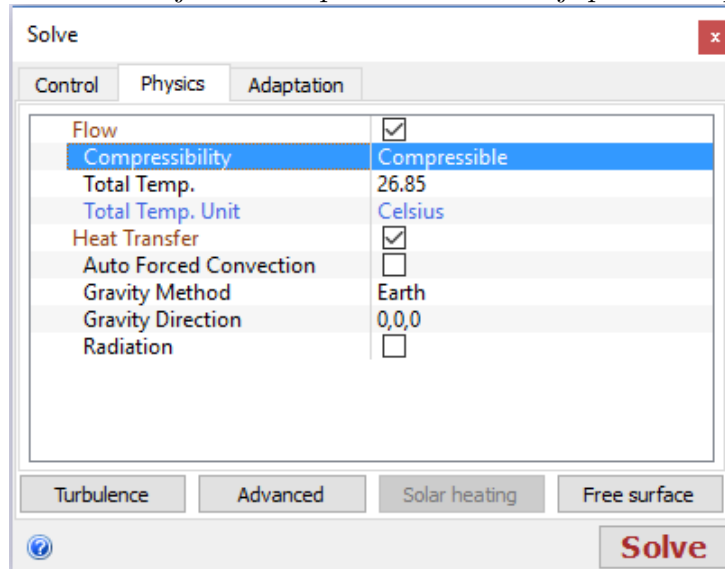 Solve
x
Control Physics Adaptation
Flow
Compressibility Compressible
Total Temp. 26.85
Total Temp. Unit Celsius
Heat Transfer
Auto Forced Convection
Gravity Method Earth
Gravity Direction 0,0,0
Radiation
Turbulence Advanced Solar heating Free surface
? Solve